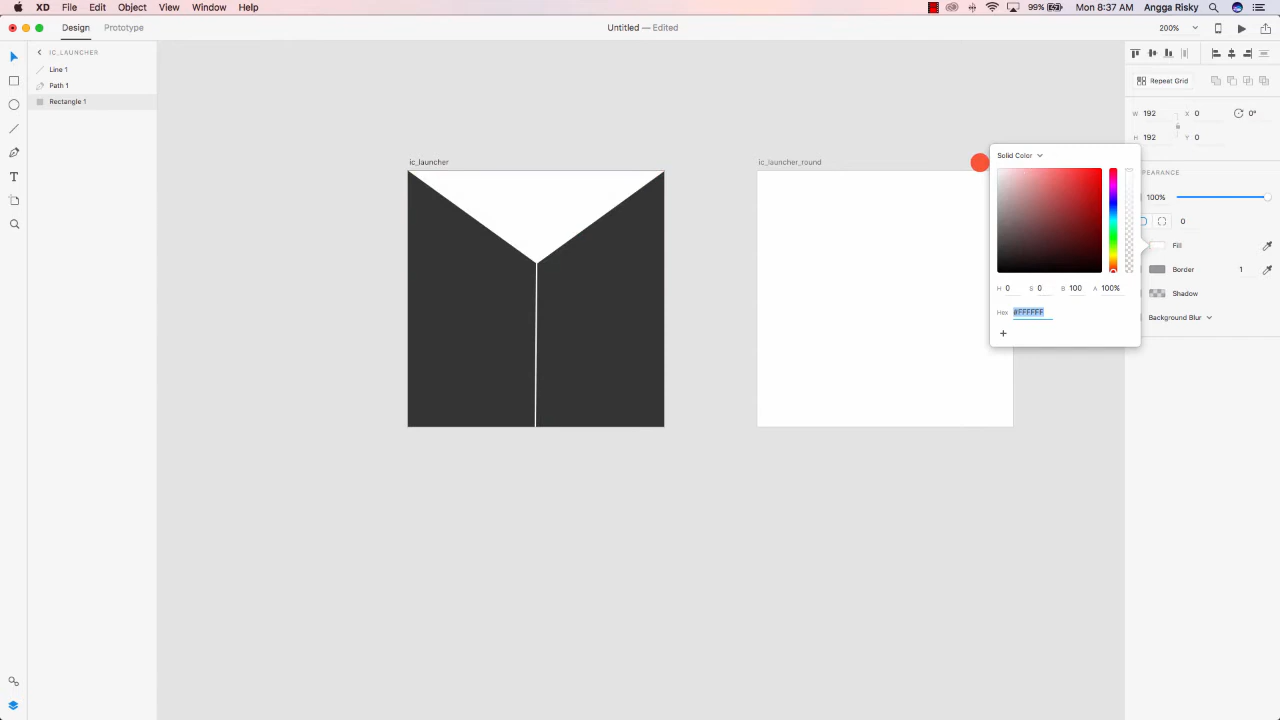 XD File Edit Object View Window Help
99% Mon 8:37 AM Angga Risky
Design Prototype
Untitled — Edited
200%
IC_LAUNCHER
Line 1
Path 1
Rectangle 1
ic_launcher
ic_launcher_round
Repeat Grid
W 192 X 0 0°
H 192 Y 0
PEARANCE
100%
0
Fill
Border 1
Shadow
Background Blur
Solid Color
H 0 S 0 B 100 A 100%
Hex #FFFFFF